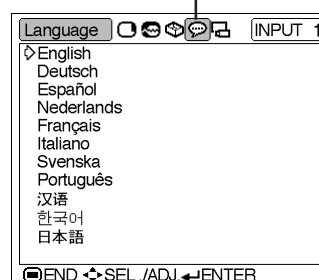 Language INPUT 1
English
Deutsch
Español
Nederlands
Français
Italiano
Svenska
Português
汉语
한국어
日本語
END SEL./ADJ. ENTER